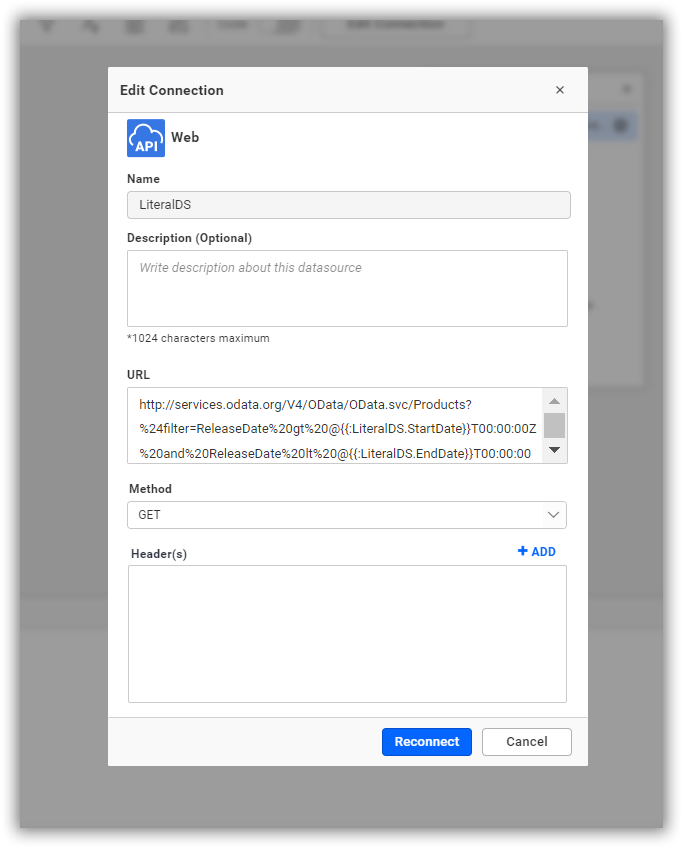 Edit Connection
×
API
Web
Name
LiteralDS
Description (Optional)
Write description about this datasource
*1024 characters maximum
URL
http://services.odata.org/V4/OData/OData.svc/Products?
%24filter=ReleaseDate%20gt%20@{{:LiteralDS.StartDate}}T00:00:00Z
%20and%20ReleaseDate%20lt%20@{{:LiteralDS.EndDate}}T00:00:00
Method
GET
Header(s)
+ ADD
Reconnect
Cancel